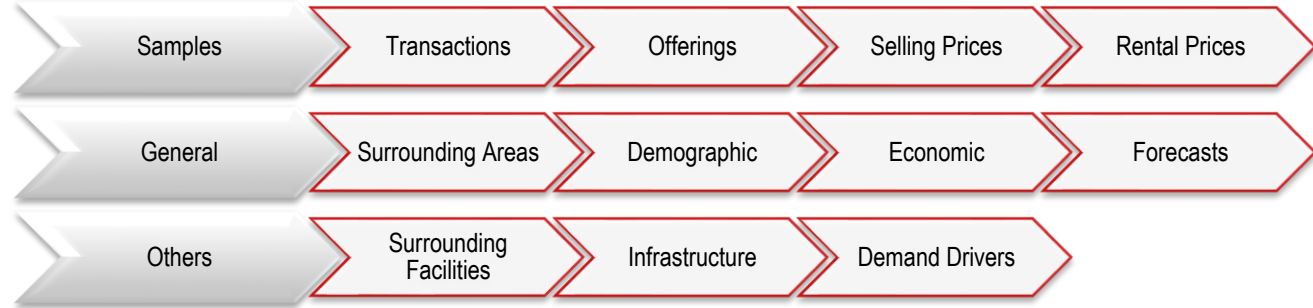 Samples
Transactions
Offerings
Selling Prices
Rental Prices
General
Surrounding Areas
Demographic
Economic
Forecasts
Others
Surrounding
Facilities
Infrastructure
Demand Drivers